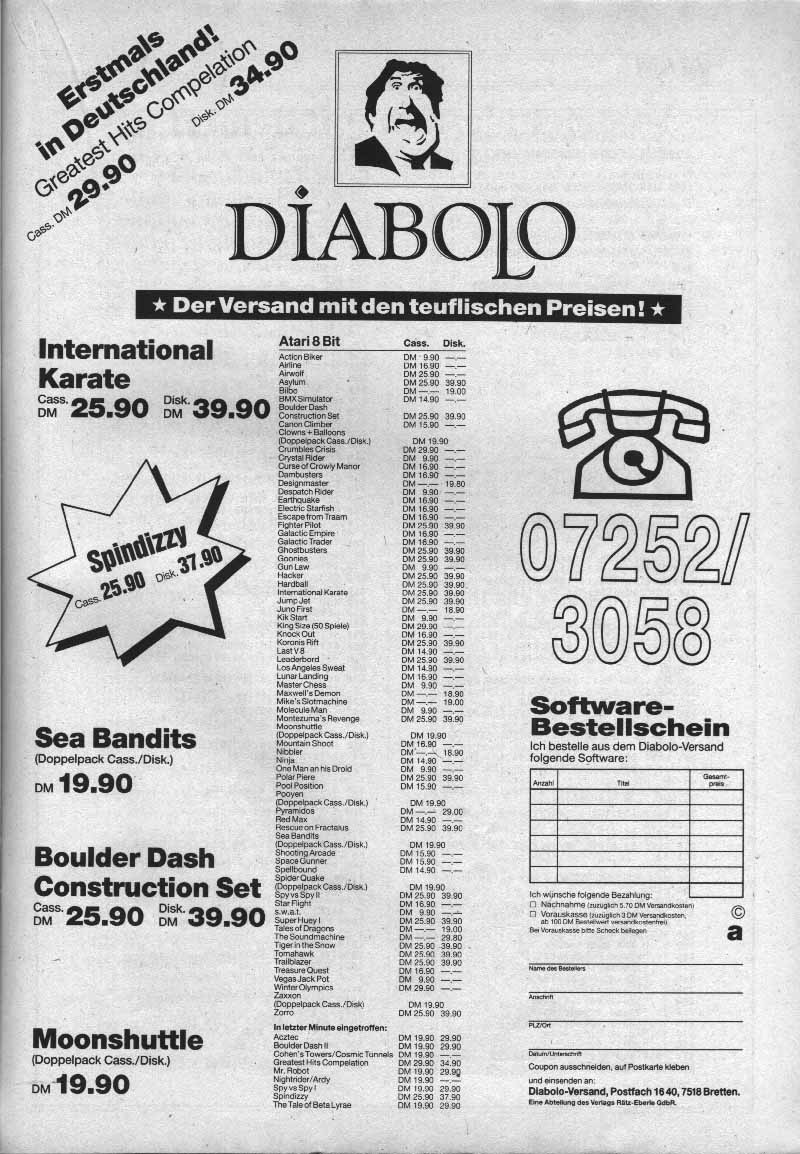 Erstmals
in Deutschland!
Greatest Hits Compelation
Cass. DM 29.90 Disk. DM 34.90
DIABOLO
★ Der Versand mit den teuflischen Preisen! ★
International
Karate
Cass. DM 25.90 Disk. DM 39.90
Spindizzy
Cass. 25.90 Disk. 37.90
Sea Bandits
(Doppelpack Cass./Disk.)
DM 19.90
Boulder Dash
Construction Set
Cass. DM 25.90 Disk. DM 39.90
Moonshuttle
(Doppelpack Cass./Disk.)
DM 19.90
Atari 8 Bit Cass. Disk.
Action Biker DM 9.90 —.—
Airline DM 16.90 —.—
Airwolf DM 25.90 —.—
Asylum DM 25.90 39.90
Bilbo DM —.— 19.00
BMX Simulator DM 14.90 —.—
Boulder Dash
Construction Set DM 25.90 39.90
Canon Climber DM 15.90 —.—
Clowns + Balloons
(Doppelpack Cass./Disk.) DM 19.90
Crumbles Crisis DM 29.90 —.—
Crystal Rider DM 9.90 —.—
Curse of Crowly Manor DM 16.90 —.—
Dambusters DM 16.90 —.—
Designmaster DM —.— 19.80
Despatch Rider DM 9.90 —.—
Earthquake DM 16.90 —.—
Electric Starfish DM 16.90 —.—
Escape from Traam DM 16.90 —.—
Fighter Pilot DM 25.90 39.90
Galactic Empire DM 16.90 —.—
Galactic Trader DM 16.90 —.—
Ghostbusters DM 25.90 39.90
Goonies DM 25.90 39.90
Gun Law DM 9.90 —.—
Hacker DM 25.90 39.90
Hardball DM 25.90 39.90
International Karate DM 25.90 39.90
Jump Jet DM 25.90 39.90
Juno First DM —.— 18.90
Kik Start DM 9.90 —.—
King Size (50 Spiele) DM 29.90 —.—
Knock Out DM 16.90 —.—
Koronis Rift DM 25.90 39.90
Last V 8 DM 14.90 —.—
Leaderbord DM 25.90 39.90
Los Angeles Sweat DM 14.90 —.—
Lunar Landing DM 16.90 —.—
Master Chess DM 9.90 —.—
Maxwell's Demon DM —.— 18.90
Mike's Slotmachine DM —.— 19.00
Molecule Man DM 9.90 —.—
Montezuma's Revenge DM 25.90 39.90
Moonshuttle
(Doppelpack Cass./Disk.) DM 19.90
Mountain Shoot DM 16.90 —.—
Nibbler DM —.— 18.90
Ninja DM 14.90 —.—
One Man an his Droid DM 9.90 —.—
Polar Piere DM 25.90 39.90
Pool Position DM 15.90 —.—
Pooyen
(Doppelpack Cass./Disk.) DM 19.90
Pyramidos DM —.— 29.00
Red Max DM 14.90 —.—
Rescue on Fractalus DM 25.90 39.90
Sea Bandits
(Doppelpack Cass./Disk.) DM 19.90
Shooting Arcade DM 15.90 —.—
Space Gunner DM 15.90 —.—
Spellbound DM 14.90 —.—
Spider Quake
(Doppelpack Cass./Disk.) DM 19.90
Spy vs Spy II DM 25.90 39.90
Star Flight DM 16.90 —.—
s.w.a.t. DM 9.90 —.—
Super Huey I DM 25.90 39.90
Tales of Dragons DM —.— 19.00
The Soundmachine DM —.— 29.80
Tiger in the Snow DM 25.90 39.90
Tomahawk DM 25.90 39.90
Trailblazer DM 25.90 39.90
Treasure Quest DM 16.90 —.—
Vegas Jack Pot DM 9.90 —.—
Winter Olympics DM 29.90 —.—
Zaxxon
(Doppelpack Cass./Disk) DM 19.90
Zorro DM 25.90 39.90
In letzter Minute eingetroffen:
Acztec DM 19.90 29.90
Boulder Dash II DM 19.90 29.90
Cohen's Towers/Cosmic Tunnels DM 19.90 —.—
Greatest Hits Compelation DM 29.90 34.90
Mr. Robot DM 19.90 29.90
Nightrider/Ardy DM 19.90 —.—
Spy vs Spy I DM 19.90 29.90
Spindizzy DM 25.90 37.90
The Tale of Beta Lyrae DM 19.90 29.90
07252/
3058
Software-
Bestellschein
Ich bestelle aus dem Diabolo-Versand
folgende Software:
Anzahl Titel Gesamt-
preis
Ich wünsche folgende Bezahlung:
☐ Nachnahme (zuzüglich 5.70 DM Versandkosten)
☐ Vorauskasse (zuzüglich 3 DM Versandkosten,
ab 100 DM Bestellwert versandkostenfrei)
Bei Vorauskasse bitte Scheck beilegen
©
a
Name des Bestellers
Anschrift
PLZ/Ort
Datum/Unterschrift
Coupon ausschneiden, auf Postkarte kleben
und einsenden an:
Diabolo-Versand, Postfach 16 40, 7518 Bretten.
Eine Abteilung des Verlags Rätz-Eberle GdbR.